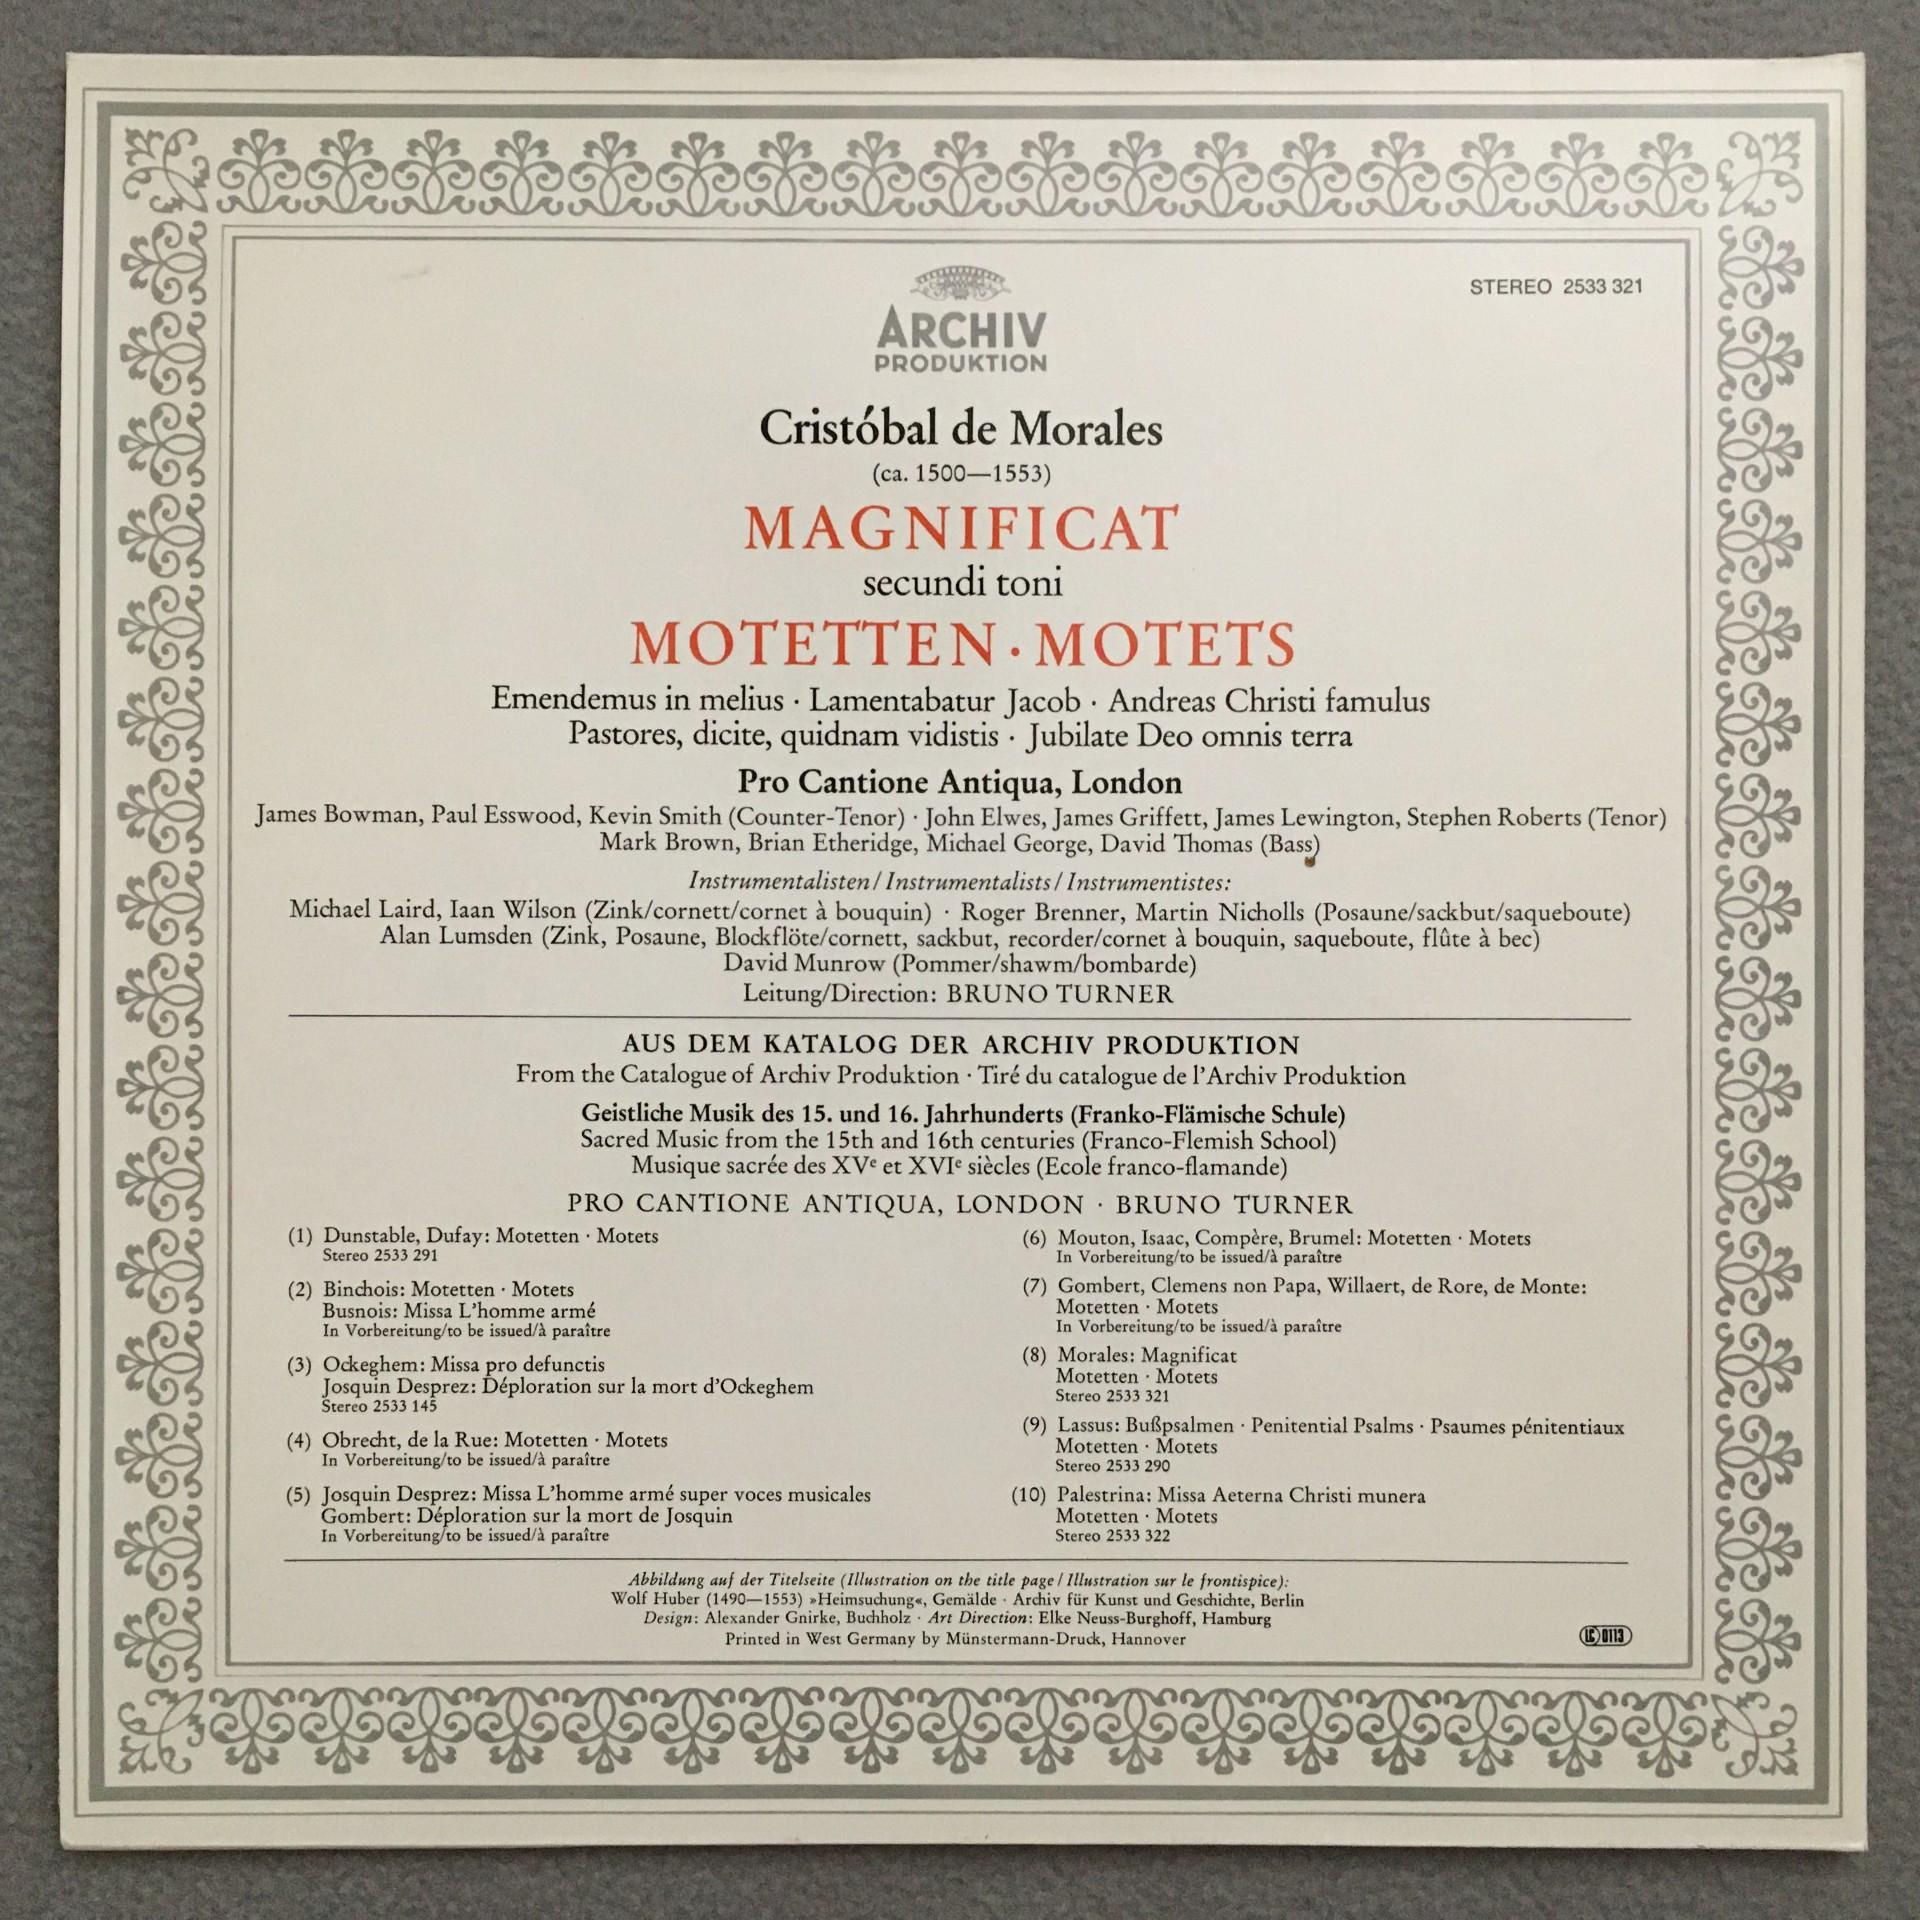 STEREO 2533 321
ARCHIV
PRODUKTION
Cristóbal de Morales
(ca. 1500—1553)
MAGNIFICAT
secundi toni
MOTETTEN · MOTETS
Emendemus in melius · Lamentabatur Jacob · Andreas Christi famulus
Pastores, dicite, quidnam vidistis · Jubilate Deo omnis terra
Pro Cantione Antiqua, London
James Bowman, Paul Esswood, Kevin Smith (Counter-Tenor) · John Elwes, James Griffett, James Lewington, Stephen Roberts (Tenor)
Mark Brown, Brian Etheridge, Michael George, David Thomas (Bass)
Instrumentalisten / Instrumentalists / Instrumentistes:
Michael Laird, Iaan Wilson (Zink/cornett/cornet à bouquin) · Roger Brenner, Martin Nicholls (Posaune/sackbut/saqueboute)
Alan Lumsden (Zink, Posaune, Blockflöte/cornett, sackbut, recorder/cornet à bouquin, saqueboute, flûte à bec)
David Munrow (Pommer/shawm/bombarde)
Leitung/Direction: BRUNO TURNER
AUS DEM KATALOG DER ARCHIV PRODUKTION
From the Catalogue of Archiv Produktion · Tiré du catalogue de l'Archiv Produktion
Geistliche Musik des 15. und 16. Jahrhunderts (Franko-Flämische Schule)
Sacred Music from the 15th and 16th centuries (Franco-Flemish School)
Musique sacrée des XVe et XVIe siècles (Ecole franco-flamande)
PRO CANTIONE ANTIQUA, LONDON · BRUNO TURNER
(1) Dunstable, Dufay: Motetten · Motets
Stereo 2533 291
(2) Binchois: Motetten · Motets
Busnois: Missa L'homme armé
In Vorbereitung/to be issued/à paraître
(3) Ockeghem: Missa pro defunctis
Josquin Desprez: Déploration sur la mort d'Ockeghem
Stereo 2533 145
(4) Obrecht, de la Rue: Motetten · Motets
In Vorbereitung/to be issued/à paraître
(5) Josquin Desprez: Missa L'homme armé super voces musicales
Gombert: Déploration sur la mort de Josquin
In Vorbereitung/to be issued/à paraître
(6) Mouton, Isaac, Compère, Brumel: Motetten · Motets
In Vorbereitung/to be issued/à paraître
(7) Gombert, Clemens non Papa, Willaert, de Rore, de Monte:
Motetten · Motets
In Vorbereitung/to be issued/à paraître
(8) Morales: Magnificat
Motetten · Motets
Stereo 2533 321
(9) Lassus: Bußpsalmen · Penitential Psalms · Psaumes pénitentiaux
Motetten · Motets
Stereo 2533 290
(10) Palestrina: Missa Aeterna Christi munera
Motetten · Motets
Stereo 2533 322
Abbildung auf der Titelseite (Illustration on the title page / Illustration sur le frontispice):
Wolf Huber (1490—1553) »Heimsuchung«, Gemälde · Archiv für Kunst und Geschichte, Berlin
Design: Alexander Gnirke, Buchholz · Art Direction: Elke Neuss-Burghoff, Hamburg
Printed in West Germany by Münstermann-Druck, Hannover
LC 0113